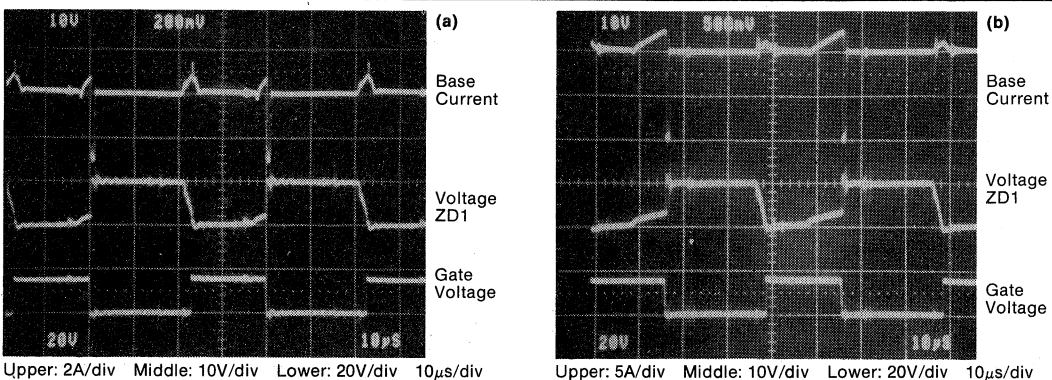 10V 200mV
(a)
Base
Current
Voltage
ZD1
Gate
Voltage
20V 10μS
Upper: 2A/div Middle: 10V/div Lower: 20V/div 10μs/div
10V 500mV
(b)
Base
Current
Voltage
ZD1
Gate
Voltage
20V 10μS
Upper: 5A/div Middle: 10V/div Lower: 20V/div 10μs/div